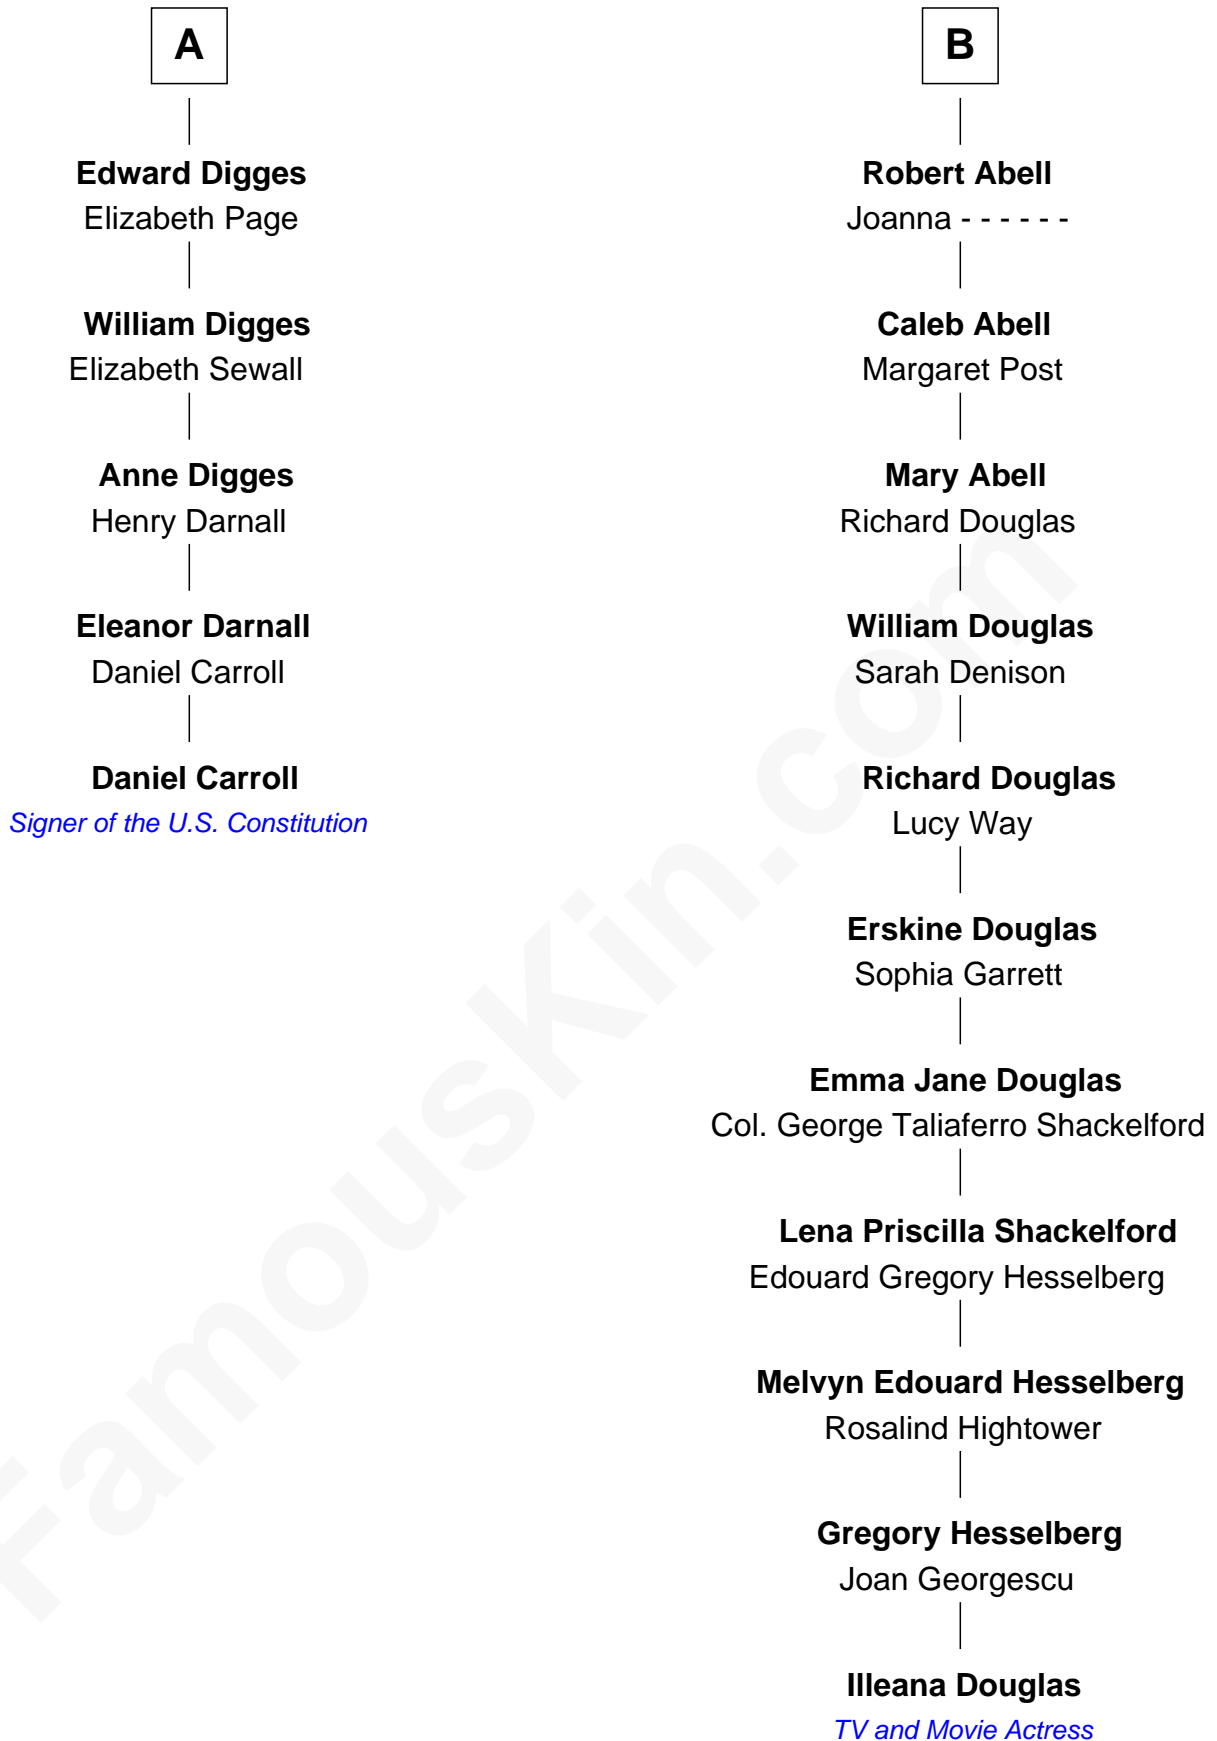 A
Edward Digges
Elizabeth Page
William Digges
Elizabeth Sewall
Anne Digges
Henry Darnall
Eleanor Darnall
Daniel Carroll
Daniel Carroll
Signer of the U.S. Constitution
B
Robert Abell
Joanna - - - - - -
Caleb Abell
Margaret Post
Mary Abell
Richard Douglas
William Douglas
Sarah Denison
Richard Douglas
Lucy Way
Erskine Douglas
Sophia Garrett
Emma Jane Douglas
Col. George Taliaferro Shackelford
Lena Priscilla Shackelford
Edouard Gregory Hesselberg
Melvyn Edouard Hesselberg
Rosalind Hightower
Gregory Hesselberg
Joan Georgescu
Illeana Douglas
TV and Movie Actress
FamousKin.com